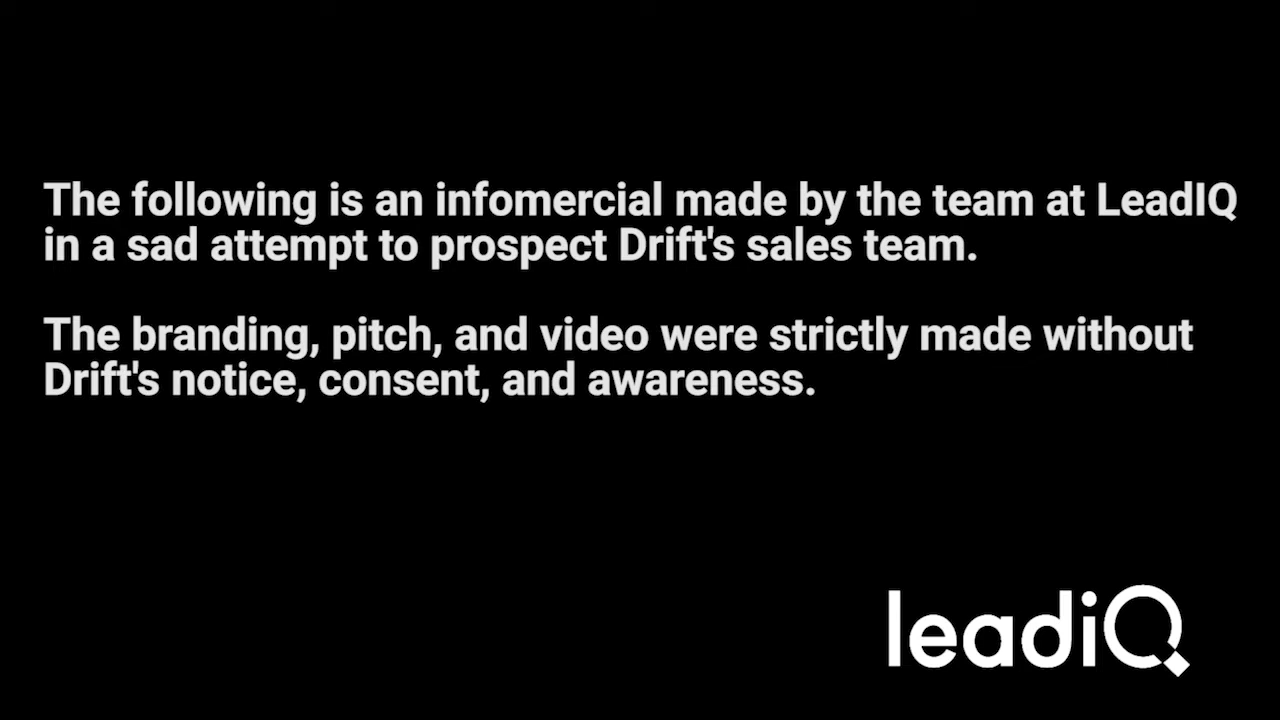 The following is an infomercial made by the team at LeadIQ
in a sad attempt to prospect Drift's sales team.
The branding, pitch, and video were strictly made without
Drift's notice, consent, and awareness.
leadiQ